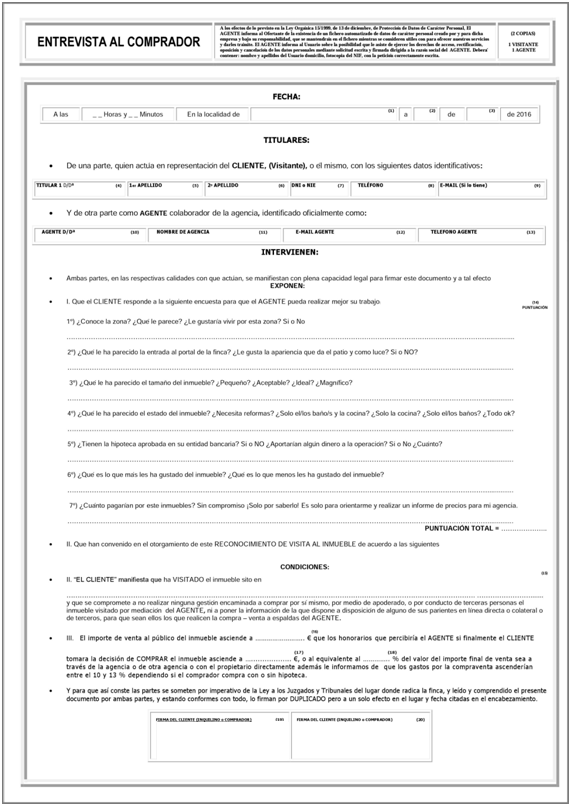 ENTREVISTA AL COMPRADOR
A los efectos de lo previsto en la Ley Orgánica 15/1999, de 13 de diciembre, de Protección de Datos de Carácter Personal, El
AGENTE informa al Ofertante de la existencia de un fichero automatizado de datos de carácter personal creado por y para dicha
empresa y bajo su responsabilidad, que se mantendrán en el fichero mientras se consideren útiles con para ofrecer nuestros servicios
y darles trámite. El AGENTE informa al Usuario sobre la posibilidad que le asiste de ejercer los derechos de acceso, rectificación,
oposición y cancelación de los datos personales mediante solicitud escrita y firmada dirigida a la razón social del AGENTE. Deberá
contener: nombre y apellidos del Usuario domicilio, fotocopia del NIF, con la petición correctamente escrita.
(2 COPIAS)
1 VISITANTE
1 AGENTE
FECHA:
A las _ _ Horas y _ _ Minutos En la localidad de (1) a (2) de (3) de 2016
TITULARES:
• De una parte, quien actúa en representación del CLIENTE, (Visitante), o el mismo, con los siguientes datos identificativos:
TITULAR 1 D/Dª (4) 1er APELLIDO (5) 2º APELLIDO (6) DNI o NIE (7) TELÉFONO (8) E-MAIL (Si lo tiene) (9)
• Y de otra parte como AGENTE colaborador de la agencia, identificado oficialmente como:
AGENTE D/Dª (10) NOMBRE DE AGENCIA (11) E-MAIL AGENTE (12) TELEFONO AGENTE (13)
INTERVIENEN:
• Ambas partes, en las respectivas calidades con que actúan, se manifiestan con plena capacidad legal para firmar este documento y a tal efecto
EXPONEN:
• I. Que el CLIENTE responde a la siguiente encuesta para que el AGENTE pueda realizar mejor su trabajo.
(14)
PUNTUACIÓN
1º) ¿Conoce la zona? ¿Qué le parece? ¿Le gustaría vivir por esta zona? Si o No
2º) ¿Qué le ha parecido la entrada al portal de la finca? ¿Le gusta la apariencia que da el patio y como luce? Si o NO?
3º) ¿Qué le ha parecido el tamaño del inmueble? ¿Pequeño? ¿Aceptable? ¿Ideal? ¿Magnífico?
4º) ¿Qué le ha parecido el estado del inmueble? ¿Necesita reformas? ¿Solo el/los baño/s y la cocina? ¿Solo la cocina? ¿Solo el/los baños? ¿Todo ok?
5º) ¿Tienen la hipoteca aprobada en su entidad bancaria? Si o NO ¿Aportarían algún dinero a la operación? Si o No ¿Cuánto?
6º) ¿Qué es lo que más les ha gustado del inmueble? ¿Qué es lo que menos les ha gustado del inmueble?
7º) ¿Cuánto pagarían por este inmuebles? Sin compromiso ¡Solo por saberlo! Es solo para orientarme y realizar un informe de precios para mi agencia.
PUNTUACIÓN TOTAL = ......................
• II. Que han convenido en el otorgamiento de este RECONOCIMIENTO DE VISITA AL INMUEBLE de acuerdo a las siguientes
CONDICIONES:
• II. "EL CLIENTE" manifiesta que ha VISITADO el inmueble sito en
y que se compromete a no realizar ninguna gestión encaminada a comprar por sí mismo, por medio de apoderado, o por conducto de terceras personas el
inmueble visitado por mediación del AGENTE, ni a poner la información de la que dispone a disposición de alguno de sus parientes en línea directa o colateral o
de terceros, para que sean ellos los que realicen la compra – venta a espaldas del AGENTE.
• III. El importe de venta al público del inmueble asciende a ........................ (16) € que los honorarios que percibiría el AGENTE si finalmente el CLIENTE
tomara la decisión de COMPRAR el inmueble asciende a ...................... (17) €, o al equivalente al ............. (18) % del valor del importe final de venta sea a
través de la agencia o de otra agencia o con el propietario directamente además le informamos de que los gastos por la compraventa ascenderían
entre el 10 y 13 % dependiendo si el comprador compra con o sin hipoteca.
• Y para que así conste las partes se someten por imperativo de la Ley a los Juzgados y Tribunales del lugar donde radica la finca, y leído y comprendido el presente
documento por ambas partes, y estando conformes con todo, lo firman por DUPLICADO pero a un solo efecto en el lugar y fecha citadas en el encabezamiento.
FIRMA DEL CLIENTE (INQUILINO o COMPRADOR) (19) FIRMA DEL CLIENTE (INQUILINO o COMPRADOR) (20)